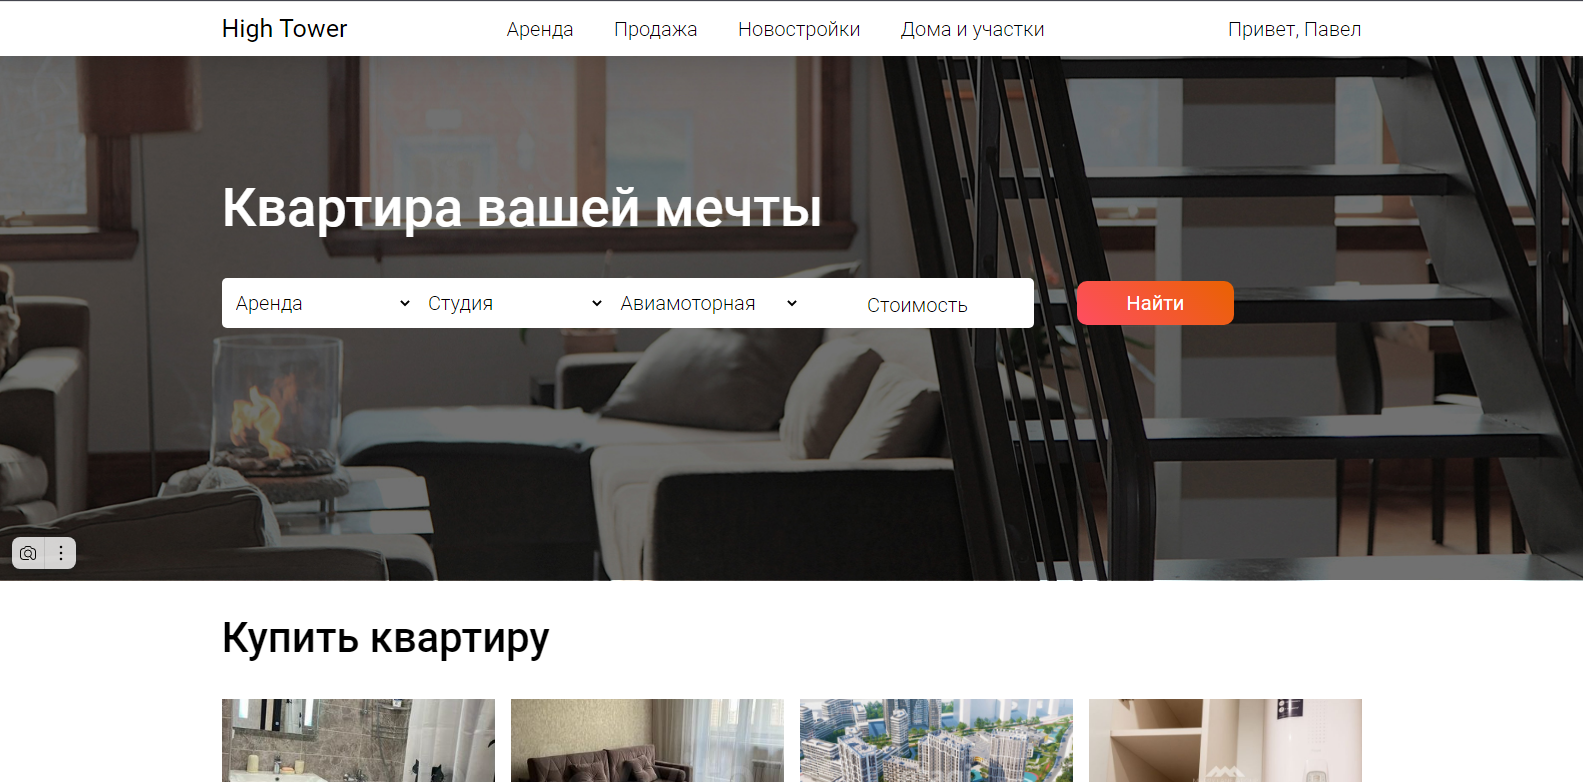 High Tower
Аренда Продажа Новостройки Дома и участки
Привет, Павел
Квартира вашей мечты
Аренда Студия Авиамоторная Стоимость Найти
Купить квартиру